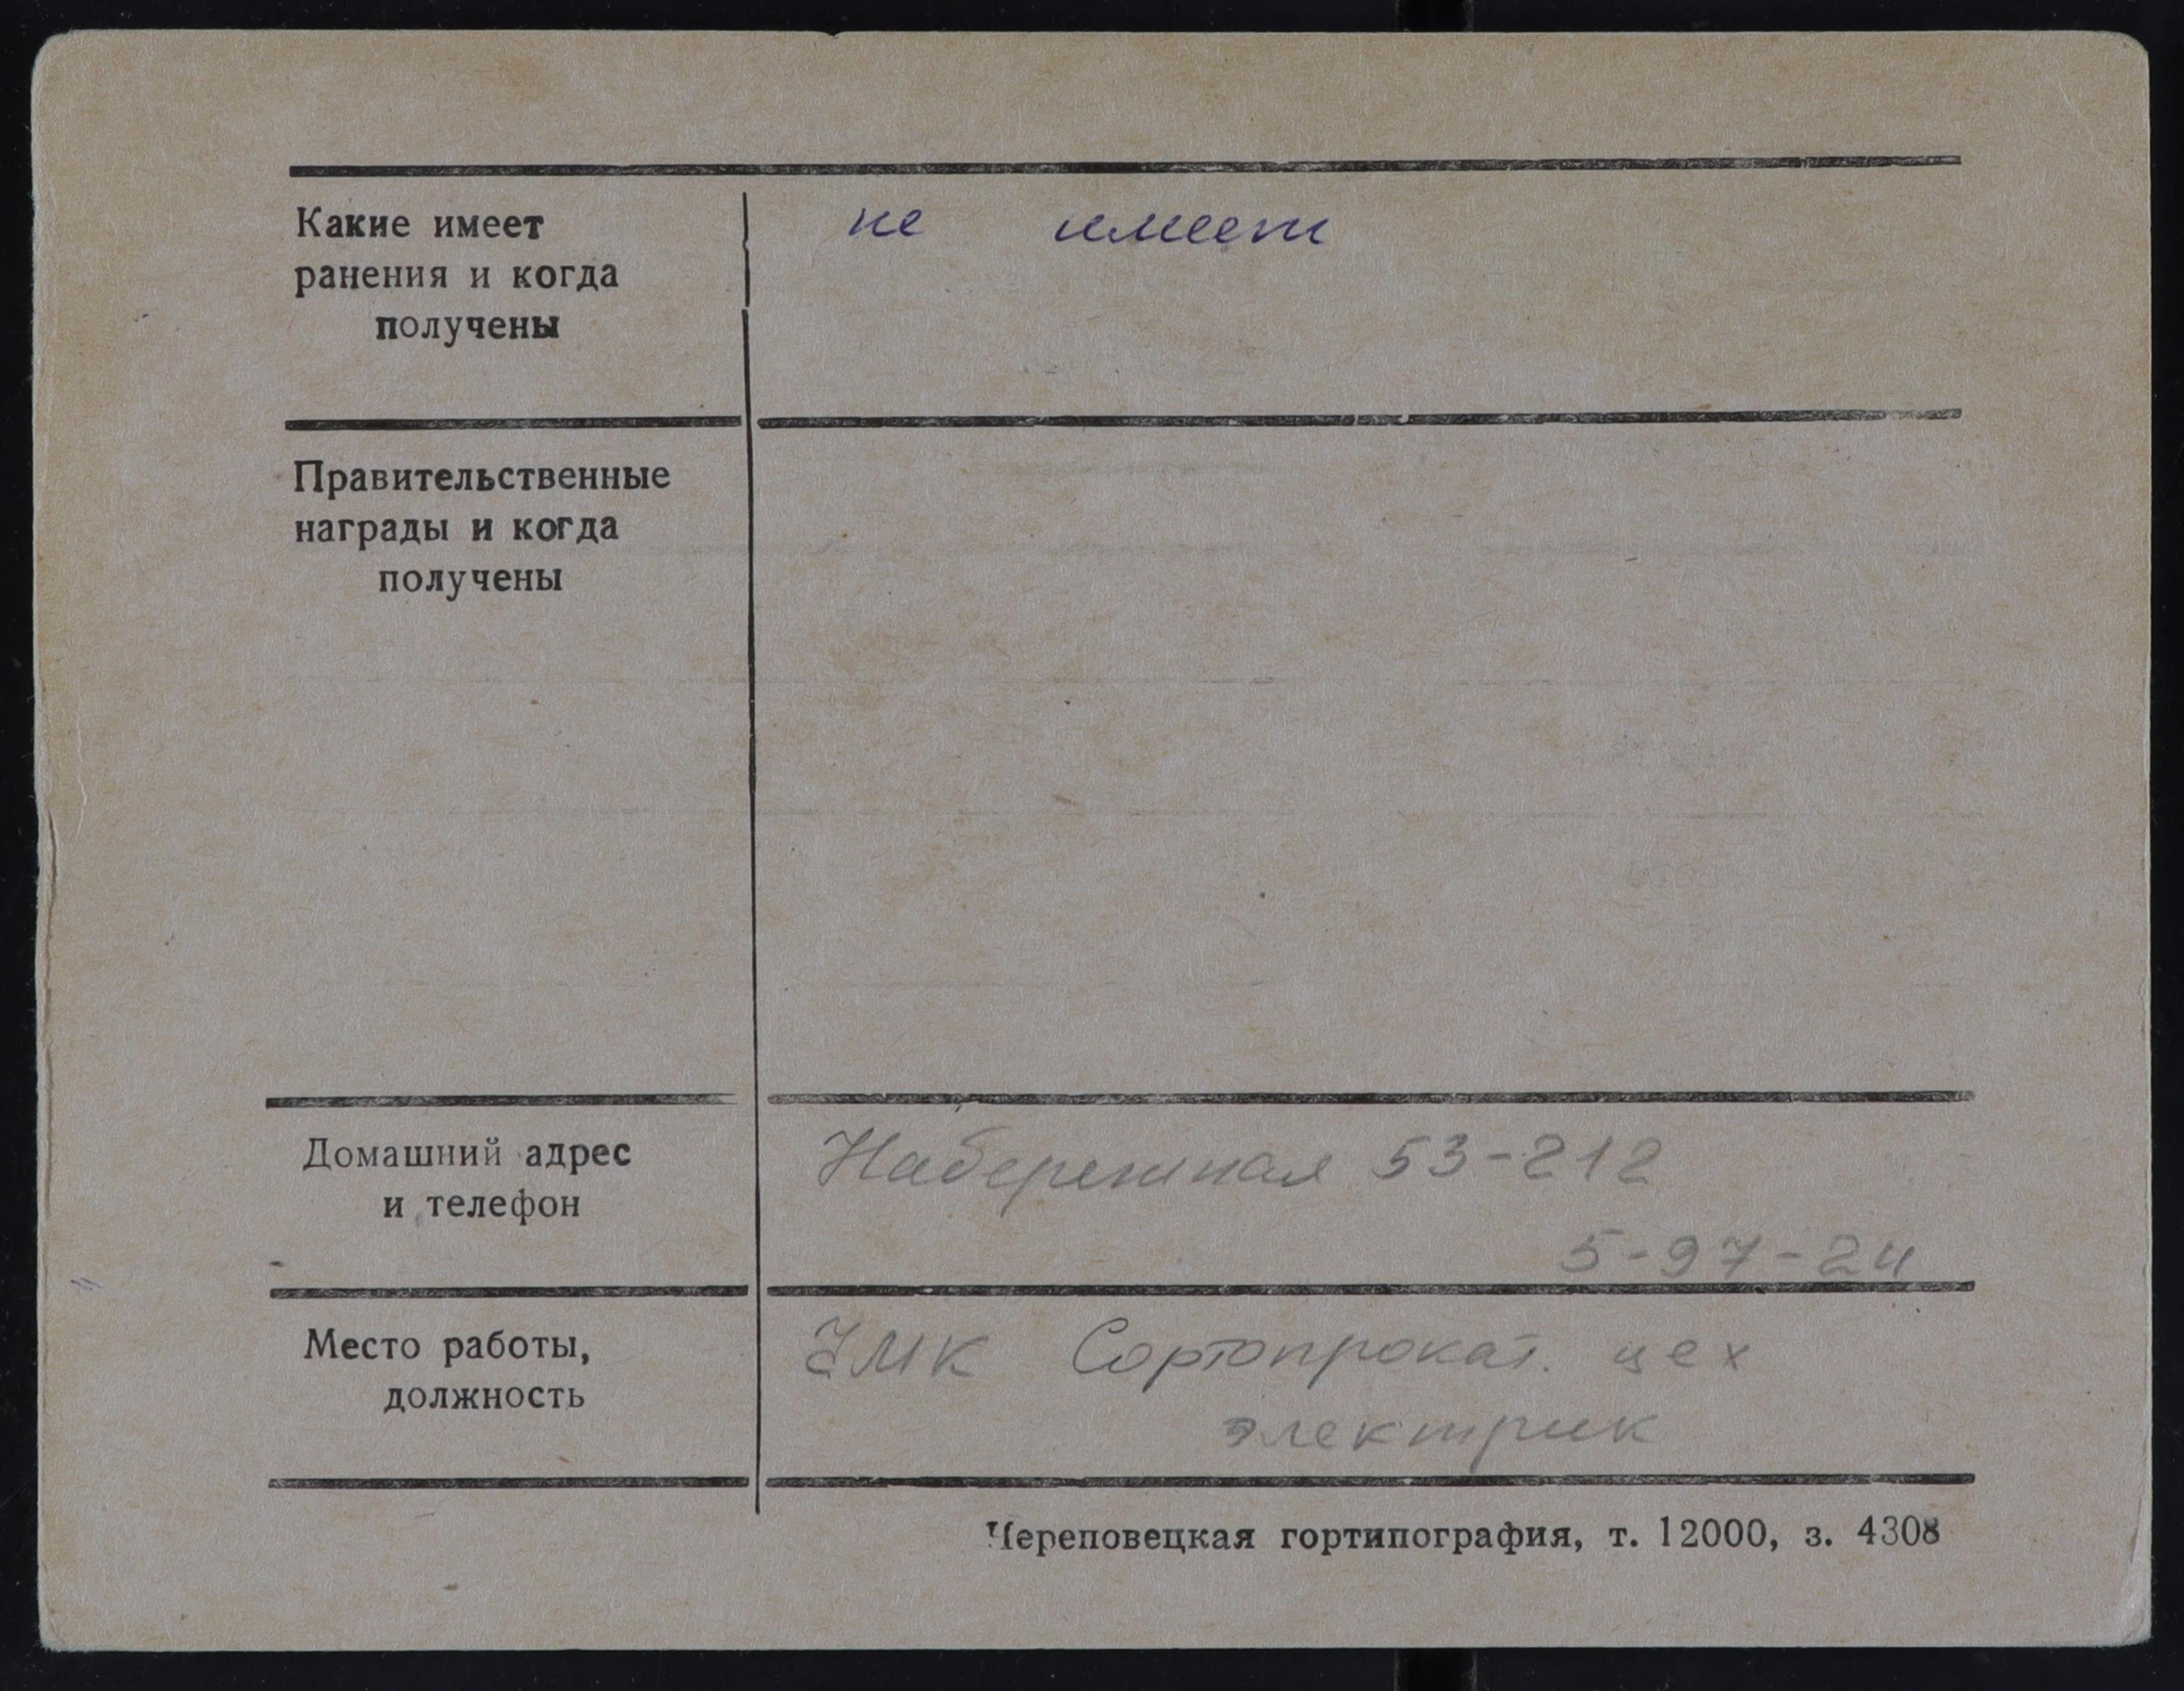 Какие имеет
не имеет
ранения и когда
получены
Правительственные
награды и когда
получены
Домашний адрес
Набережная 53-212
и телефон
5-97-24
Место работы,
ЧМК Сортопрокат. цех
должность
электрик
Череповецкая гортипография, т. 12000, з. 4308